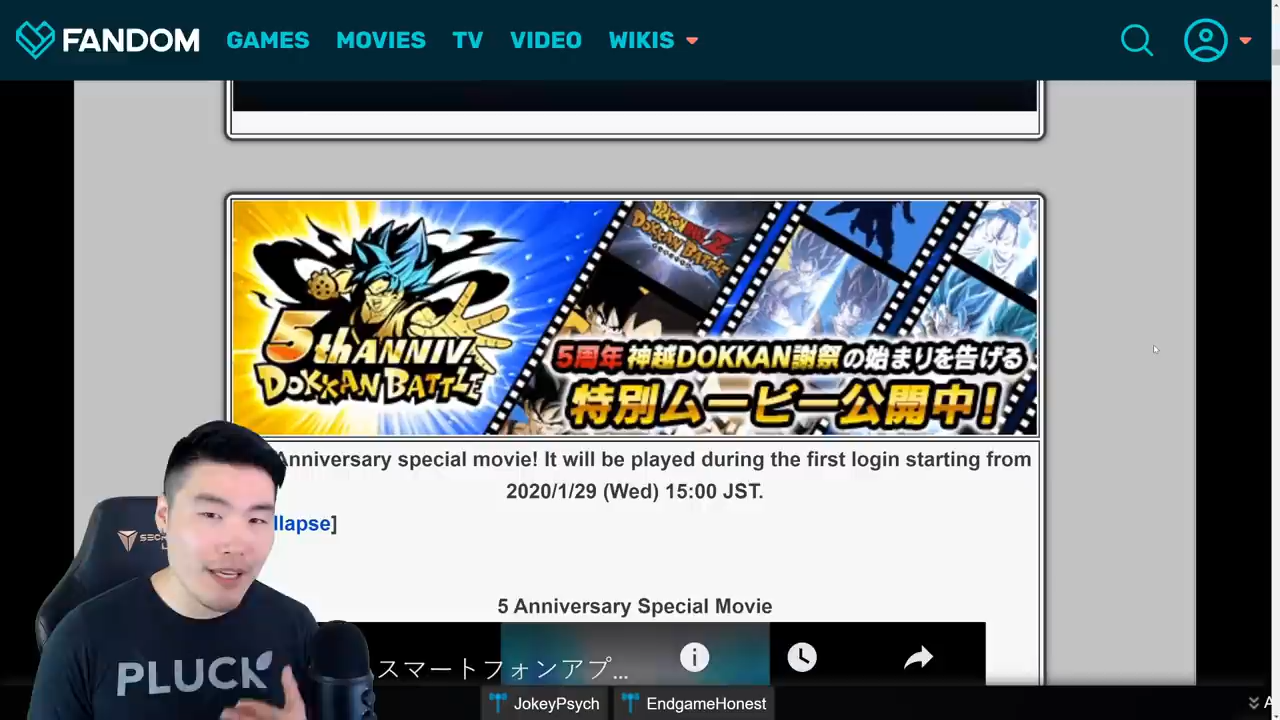 FANDOM GAMES MOVIES TV VIDEO WIKIS
DRAGON BALL Z
DOKKAN BATTLE
5th ANNIV.
DOKKAN BATTLE
5周年 神越DOKKAN謝祭の始まりを告げる
特別ムービー公開中!
Anniversary special movie! It will be played during the first login starting from
2020/1/29 (Wed) 15:00 JST.
llapse]
5 Anniversary Special Movie
スマートフォンアプ...
PLUCK
JokeyPsych EndgameHonest